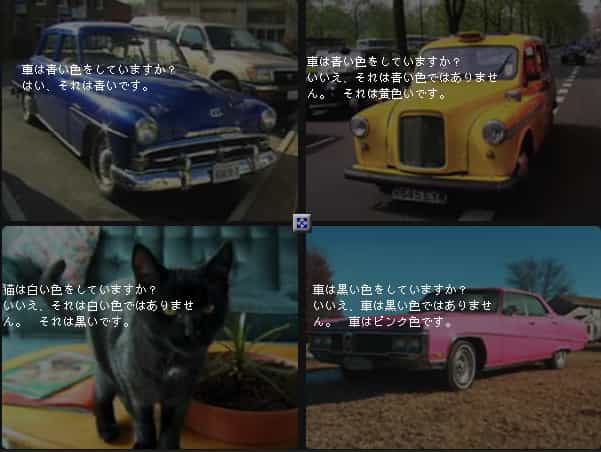 車は青い色をしていますか？
はい、それは青いです。
車は青い色をしていますか？
いいえ、それは青い色ではありませ
ん。　それは黄色いです。
猫は白い色をしていますか？
いいえ、それは白い色ではありませ
ん。　それは黒いです。
車は黒い色をしていますか？
いいえ、車は黒い色ではありませ
ん。　車はピンク色です。